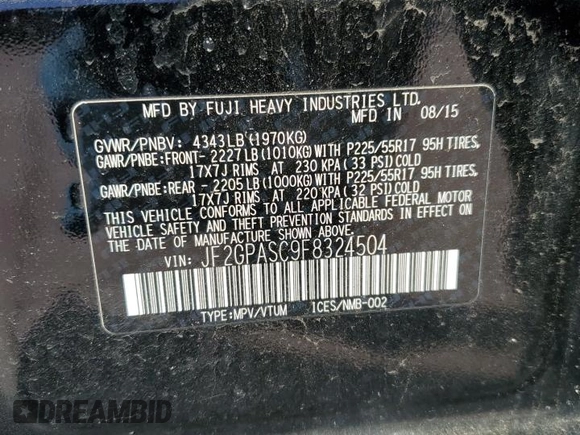 MFD BY FUJI HEAVY INDUSTRIES LTD.
MFD IN 08/15
GVWR/PNBV: 4343LB(1970KG)
GAWR/PNBE:FRONT- 2227LB(1010KG)WITH P225/55R17 95H TIRES,
17X7J RIMS AT 230 KPA( 33 PSI)COLD
GAWR/PNBE:REAR - 2205LB(1000KG)WITH P225/55R17 95H TIRES,
17X7J RIMS AT 220 KPA( 32 PSI)COLD
THIS VEHICLE CONFORMS TO ALL APPLICABLE FEDERAL MOTOR
VEHICLE SAFETY AND BUMPER STANDARDS IN EFFECT ON
THE DATE OF MANUFACTURE SHOWN ABOVE.
VIN: JF2GPASC9F8324504
TYPE:MPV/VTUM ICES/NMB-002
DREAMBID